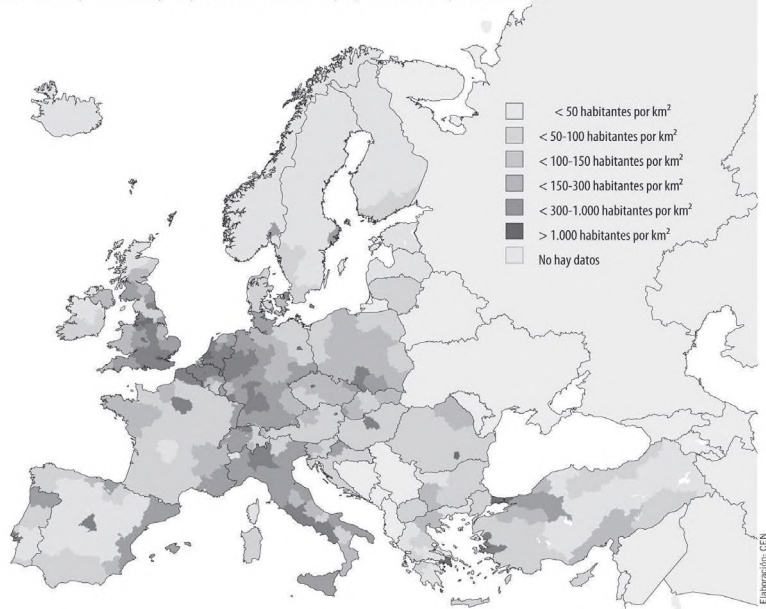 < 50 habitantes por km²
< 50-100 habitantes por km²
< 100-150 habitantes por km²
< 150-300 habitantes por km²
< 300-1.000 habitantes por km²
> 1.000 habitantes por km²
No hay datos
Elaboración: CEN